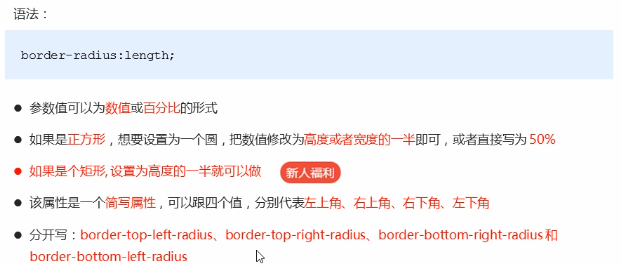 语法：
border-radius:length;
● 参数值可以为数值或百分比的形式
● 如果是正方形，想要设置为一个圆，把数值修改为高度或者宽度的一半即可，或者直接写为 50%
● 如果是个矩形, 设置为高度的一半就可以做 新人福利
● 该属性是一个简写属性，可以跟四个值，分别代表左上角、右上角、右下角、左下角
● 分开写：border-top-left-radius、border-top-right-radius、border-bottom-right-radius 和
border-bottom-left-radius